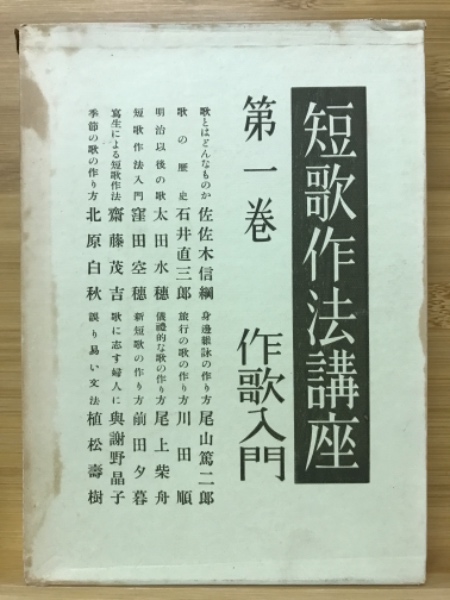 短歌作法講座
第一巻 作歌入門
歌とはどんなものか 佐佐木信綱 身邊雜詠の作り方 尾山篤二郎
歌の歴史 石井直三郎 旅行の歌の作り方 川田順
明治以後の歌 太田水穂 儀禮的な歌の作り方 尾上柴舟
短歌作法入門 窪田空穂 新短歌の作り方 前田夕暮
寫生による短歌作法 齋藤茂吉 歌に志す婦人に 與謝野晶子
季節の歌の作り方 北原白秋 誤り易い文法 植松壽樹